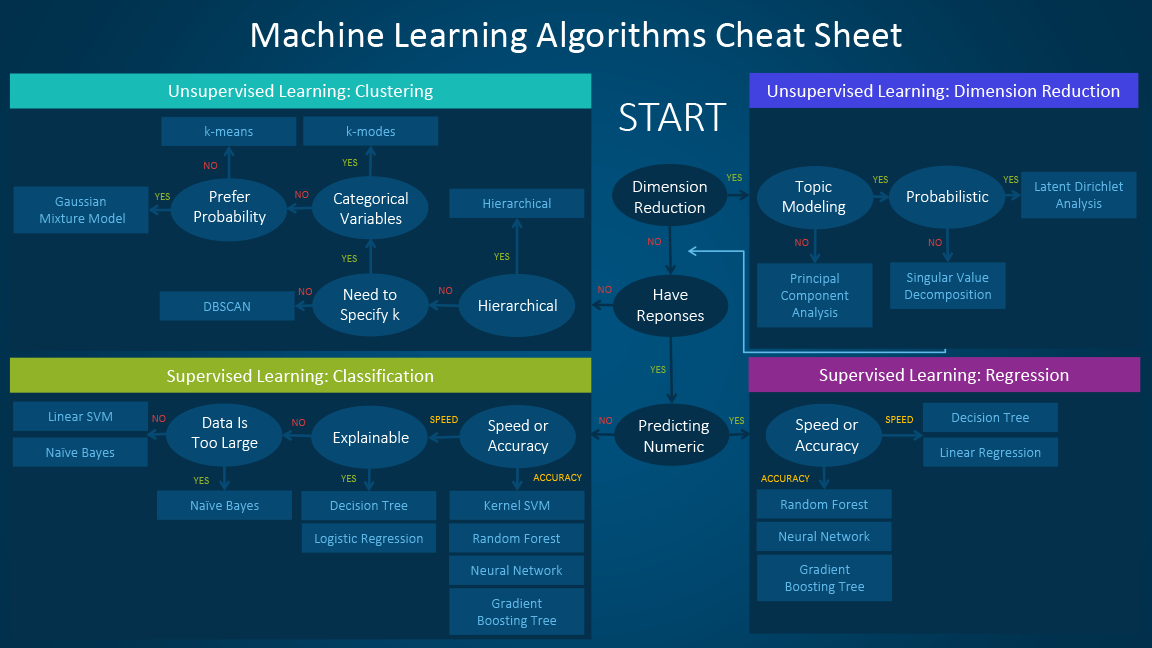 Machine Learning Algorithms Cheat Sheet
Unsupervised Learning: Clustering
k-means
k-modes
NO
YES
Gaussian
Mixture Model
YES
Prefer
Probability
NO
Categorical
Variables
Hierarchical
YES
YES
DBSCAN
NO
Need to
Specify k
NO
Hierarchical
START
Dimension
Reduction
YES
NO
NO
Have
Reponses
YES
NO
Predicting
Numeric
YES
Unsupervised Learning: Dimension Reduction
Topic
Modeling
YES
Probabilistic
YES
Latent Dirichlet
Analysis
NO
NO
Principal
Component
Analysis
Singular Value
Decomposition
Supervised Learning: Classification
Linear SVM
Naïve Bayes
NO
Data Is
Too Large
NO
Explainable
SPEED
Speed or
Accuracy
YES
YES
ACCURACY
Naïve Bayes
Decision Tree
Logistic Regression
Kernel SVM
Random Forest
Neural Network
Gradient
Boosting Tree
Supervised Learning: Regression
Speed or
Accuracy
SPEED
Decision Tree
Linear Regression
ACCURACY
Random Forest
Neural Network
Gradient
Boosting Tree